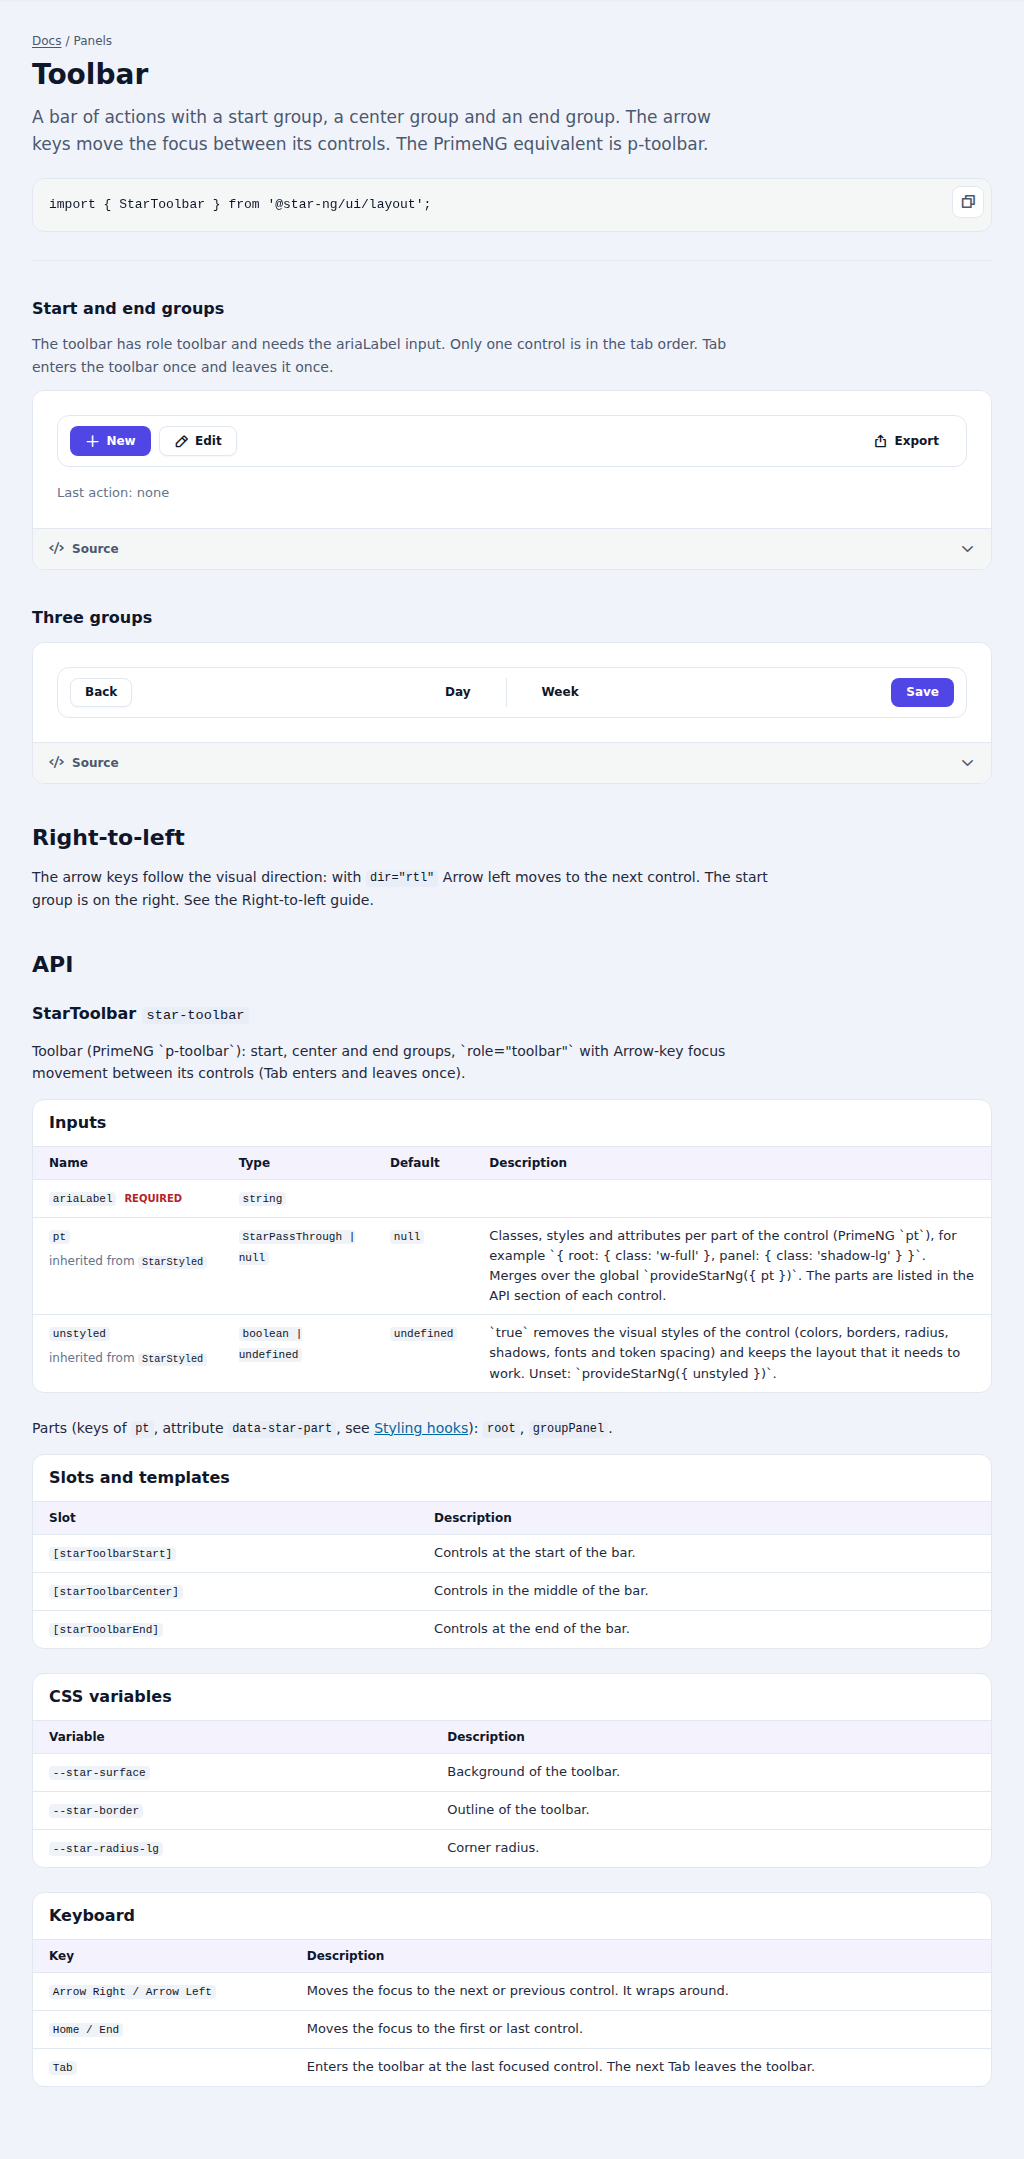 Docs / Panels
Toolbar
A bar of actions with a start group, a center group and an end group. The arrow
keys move the focus between its controls. The PrimeNG equivalent is p-toolbar.
import { StarToolbar } from '@star-ng/ui/layout';
Start and end groups
The toolbar has role toolbar and needs the ariaLabel input. Only one control is in the tab order. Tab
enters the toolbar once and leaves it once.
New Edit Export
Last action: none
Source
Three groups
Back Day Week Save
Source
Right-to-left
The arrow keys follow the visual direction: with dir="rtl" Arrow left moves to the next control. The start
group is on the right. See the Right-to-left guide.
API
StarToolbar star-toolbar
Toolbar (PrimeNG `p-toolbar`): start, center and end groups, `role="toolbar"` with Arrow-key focus
movement between its controls (Tab enters and leaves once).
Inputs
Name Type Default Description
ariaLabel REQUIRED string
pt StarPassThrough | null Classes, styles and attributes per part of the control (PrimeNG `pt`), for
inherited from StarStyled null example `{ root: { class: 'w-full' }, panel: { class: 'shadow-lg' } }`.
Merges over the global `provideStarNg({ pt })`. The parts are listed in the
API section of each control.
unstyled boolean | undefined `true` removes the visual styles of the control (colors, borders, radius,
inherited from StarStyled undefined shadows, fonts and token spacing) and keeps the layout that it needs to
work. Unset: `provideStarNg({ unstyled })`.
Parts (keys of pt, attribute data-star-part, see Styling hooks): root, groupPanel.
Slots and templates
Slot Description
[starToolbarStart] Controls at the start of the bar.
[starToolbarCenter] Controls in the middle of the bar.
[starToolbarEnd] Controls at the end of the bar.
CSS variables
Variable Description
--star-surface Background of the toolbar.
--star-border Outline of the toolbar.
--star-radius-lg Corner radius.
Keyboard
Key Description
Arrow Right / Arrow Left Moves the focus to the next or previous control. It wraps around.
Home / End Moves the focus to the first or last control.
Tab Enters the toolbar at the last focused control. The next Tab leaves the toolbar.